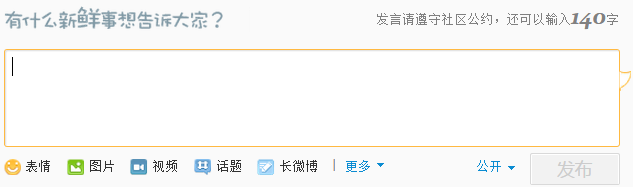 有什么新鲜事想告诉大家？ 发言请遵守社区公约，还可以输入140字
表情 图片 视频 话题 长微博 | 更多 公开 发布